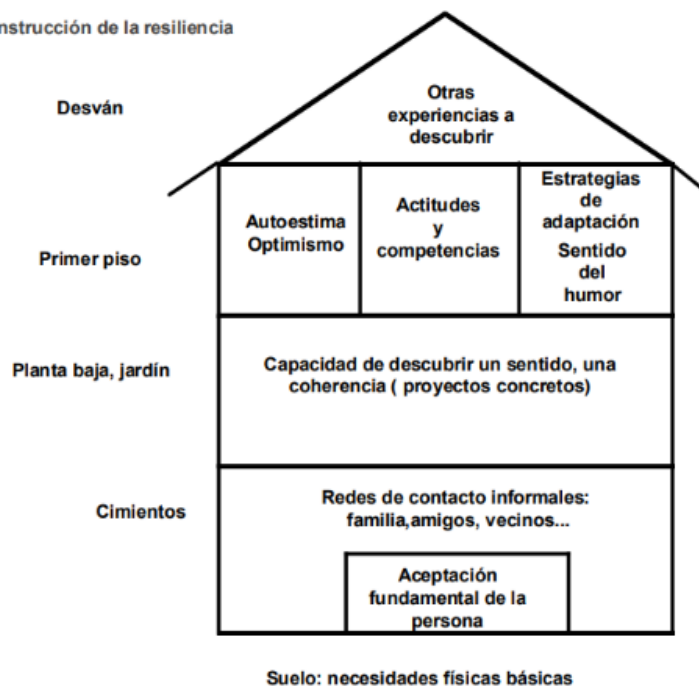 nstrucción de la resiliencia
Desván
Otras
experiencias a
descubrir
Primer piso
Autoestima
Optimismo
Actitudes
y
competencias
Estrategias
de
adaptación
Sentido
del
humor
Planta baja, jardín
Capacidad de descubrir un sentido, una
coherencia ( proyectos concretos)
Cimientos
Redes de contacto informales:
familia,amigos, vecinos...
Aceptación
fundamental de la
persona
Suelo: necesidades físicas básicas